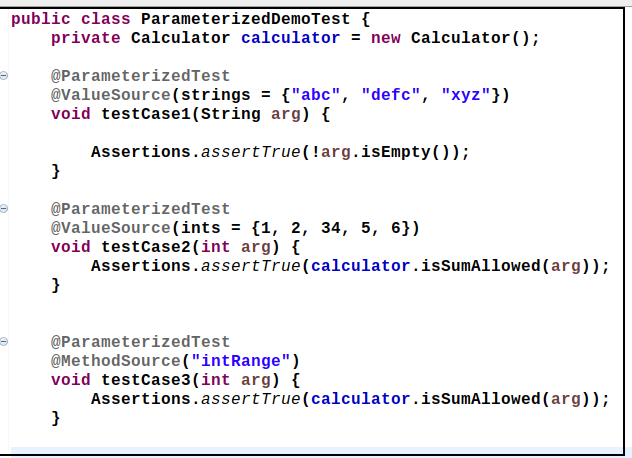 public class ParameterizedDemoTest {
    private Calculator calculator = new Calculator();
    @ParameterizedTest
    @ValueSource(strings = {"abc", "defc", "xyz"})
    void testCase1(String arg) {
        Assertions.assertTrue(!arg.isEmpty());
    }
    @ParameterizedTest
    @ValueSource(ints = {1, 2, 34, 5, 6})
    void testCase2(int arg) {
        Assertions.assertTrue(calculator.isSumAllowed(arg));
    }
    @ParameterizedTest
    @MethodSource("intRange")
    void testCase3(int arg) {
        Assertions.assertTrue(calculator.isSumAllowed(arg));
    }